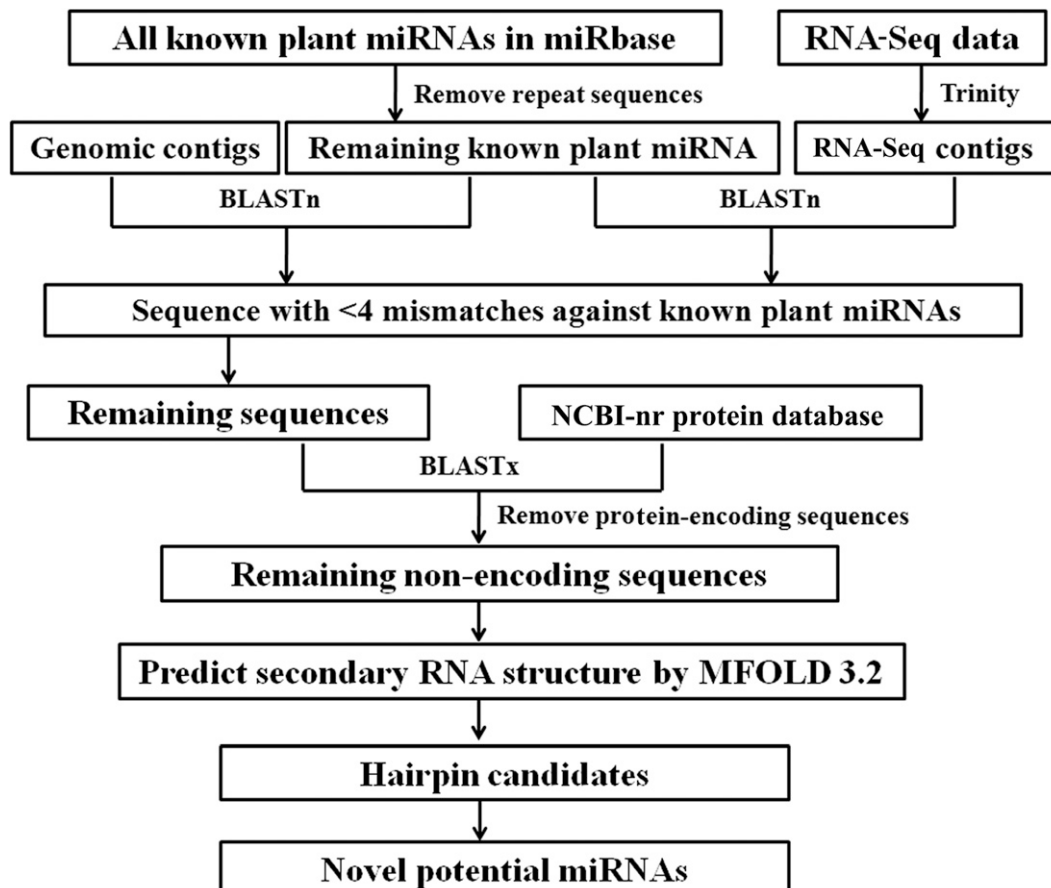 All known plant miRNAs in miRbase
RNA-Seq data
Remove repeat sequences
Trinity
Genomic contigs
Remaining known plant miRNA
RNA-Seq contigs
BLASTn
BLASTn
Sequence with <4 mismatches against known plant miRNAs
Remaining sequences
NCBI-nr protein database
BLASTx
Remove protein-encoding sequences
Remaining non-encoding sequences
Predict secondary RNA structure by MFOLD 3.2
Hairpin candidates
Novel potential miRNAs